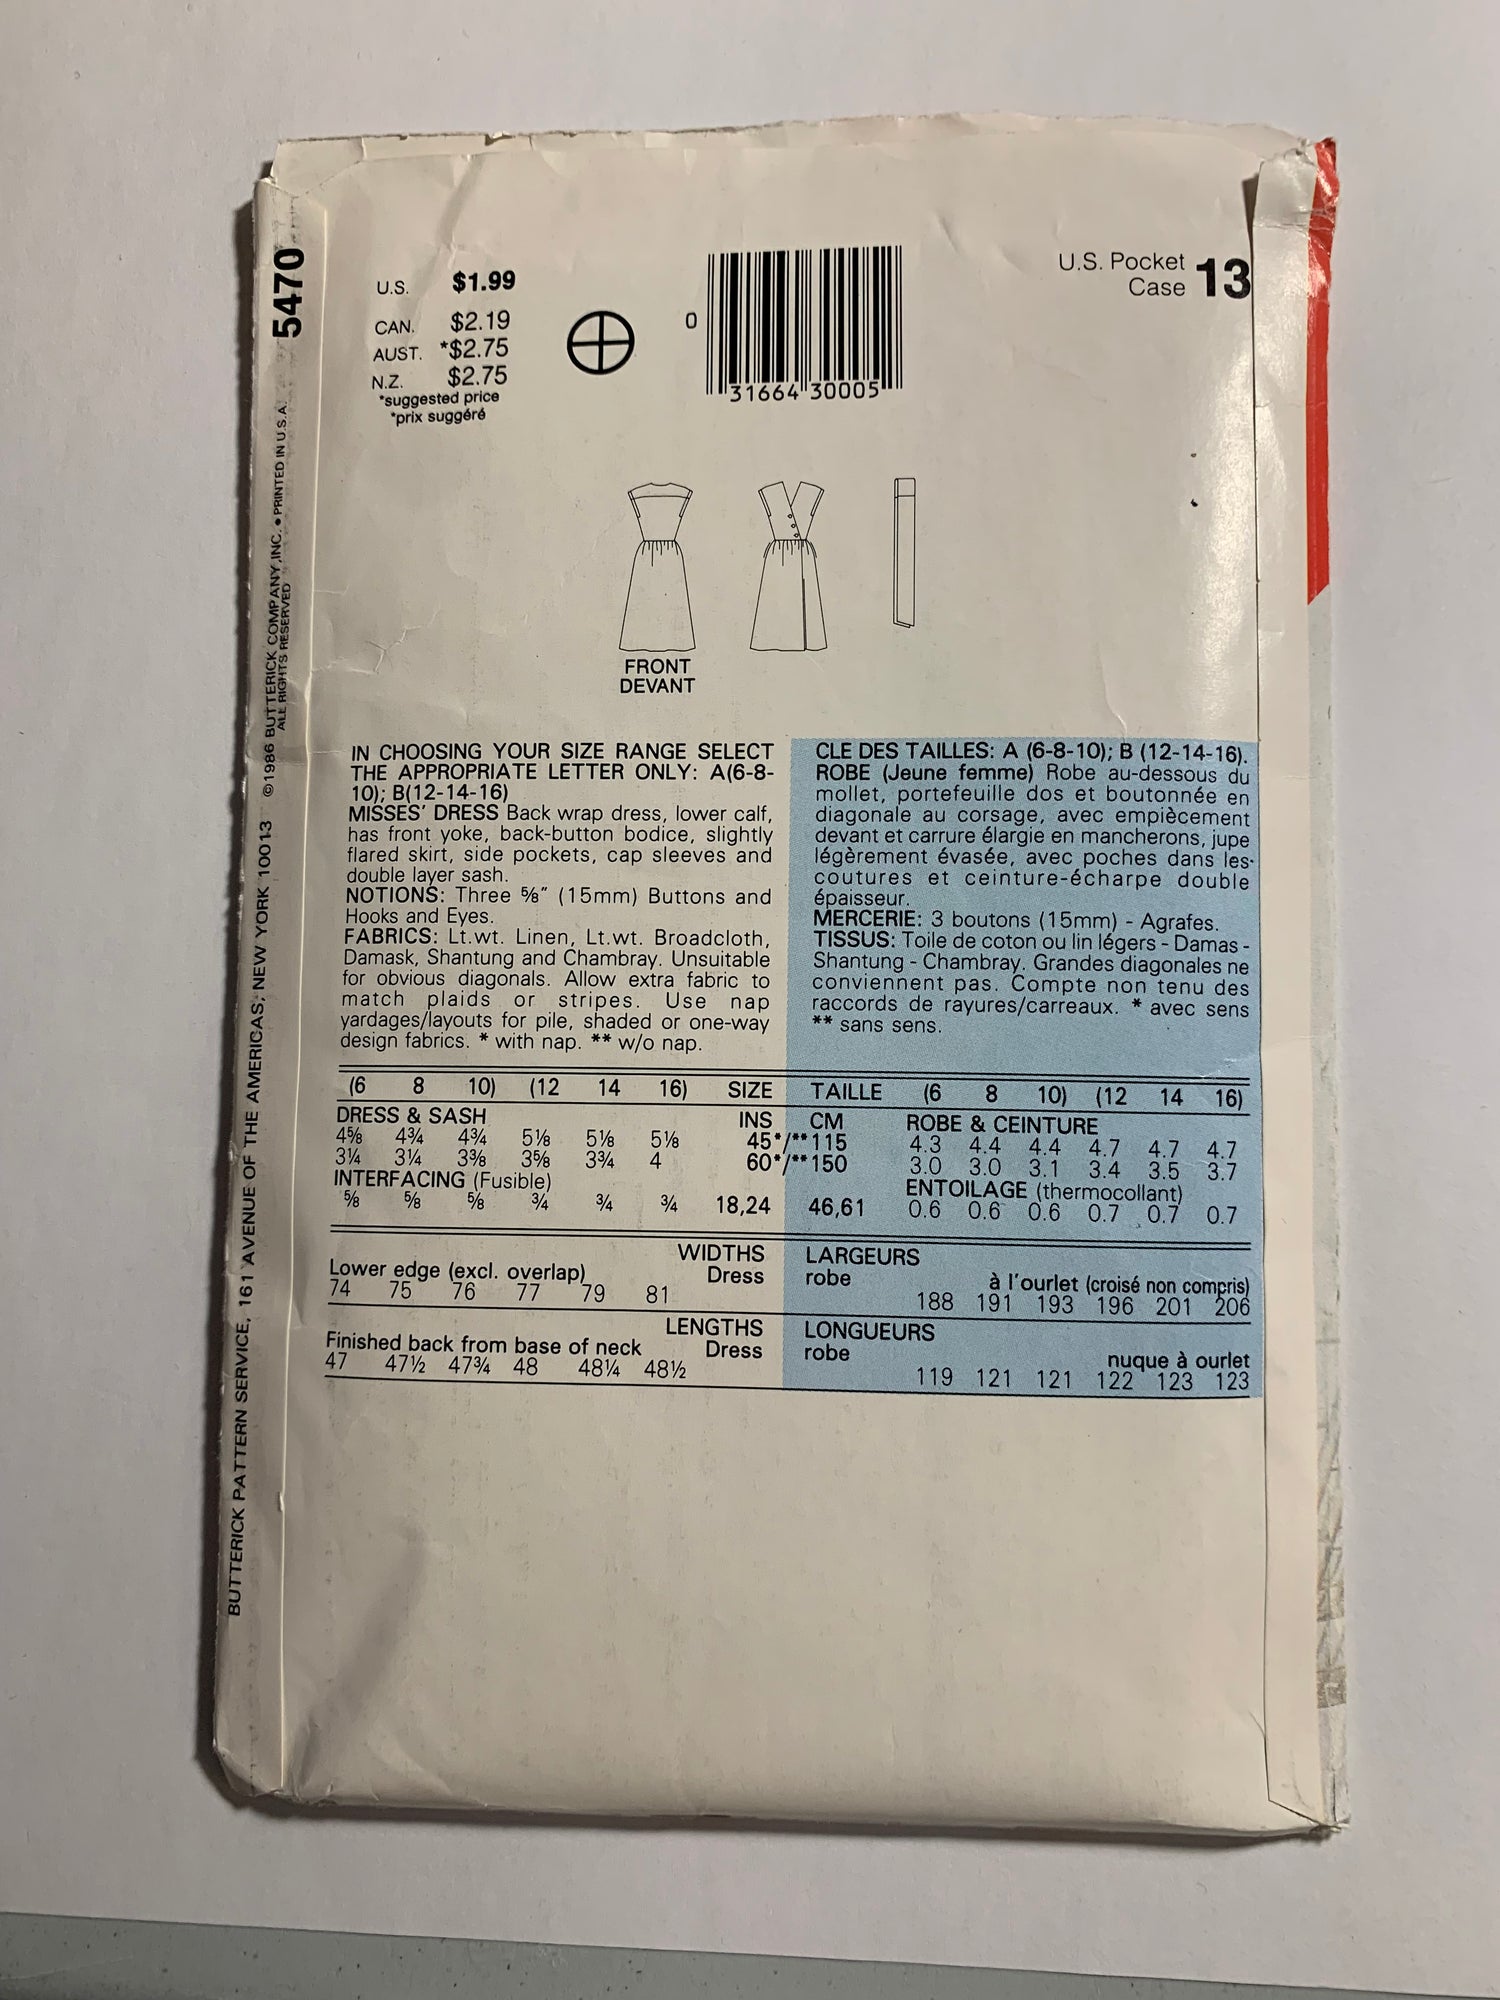 5470
©1986 BUTTERICK COMPANY, INC. • PRINTED IN U.S.A.
ALL RIGHTS RESERVED
BUTTERICK PATTERN SERVICE, 161 AVENUE OF THE AMERICAS, NEW YORK 10013
U.S. $1.99
CAN. $2.19
AUST. *$2.75
N.Z. $2.75
*suggested price
*prix suggéré
0 31664 30005
U.S. Pocket
Case 13
FRONT
DEVANT
IN CHOOSING YOUR SIZE RANGE SELECT
THE APPROPRIATE LETTER ONLY: A(6-8-
10); B(12-14-16)
MISSES' DRESS Back wrap dress, lower calf,
has front yoke, back-button bodice, slightly
flared skirt, side pockets, cap sleeves and
double layer sash.
NOTIONS: Three ⅝" (15mm) Buttons and
Hooks and Eyes.
FABRICS: Lt.wt. Linen, Lt.wt. Broadcloth,
Damask, Shantung and Chambray. Unsuitable
for obvious diagonals. Allow extra fabric to
match plaids or stripes. Use nap
yardages/layouts for pile, shaded or one-way
design fabrics. * with nap. ** w/o nap.
CLE DES TAILLES: A (6-8-10); B (12-14-16).
ROBE (Jeune femme) Robe au-dessous du
mollet, portefeuille dos et boutonnée en
diagonale au corsage, avec empiècement
devant et carrure élargie en mancherons, jupe
légèrement évasée, avec poches dans les
coutures et ceinture-écharpe double
épaisseur.
MERCERIE: 3 boutons (15mm) - Agrafes.
TISSUS: Toile de coton ou lin légers - Damas -
Shantung - Chambray. Grandes diagonales ne
conviennent pas. Compte non tenu des
raccords de rayures/carreaux. * avec sens
** sans sens.
(6 8 10) (12 14 16) SIZE TAILLE (6 8 10) (12 14 16)
DRESS & SASH INS CM ROBE & CEINTURE
4⅝ 4¾ 4¾ 5⅛ 5⅛ 5⅛ 45*/**115 4.3 4.4 4.4 4.7 4.7 4.7
3¼ 3¼ 3⅜ 3⅝ 3¾ 4 60*/**150 3.0 3.0 3.1 3.4 3.5 3.7
INTERFACING (Fusible) ENTOILAGE (thermocollant)
⅝ ⅝ ⅝ ¾ ¾ ¾ 18,24 46,61 0.6 0.6 0.6 0.7 0.7 0.7
WIDTHS LARGEURS
Lower edge (excl. overlap) Dress robe à l'ourlet (croisé non compris)
74 75 76 77 79 81 188 191 193 196 201 206
LENGTHS LONGUEURS
Finished back from base of neck Dress robe nuque à ourlet
47 47½ 47¾ 48 48¼ 48½ 119 121 121 122 123 123